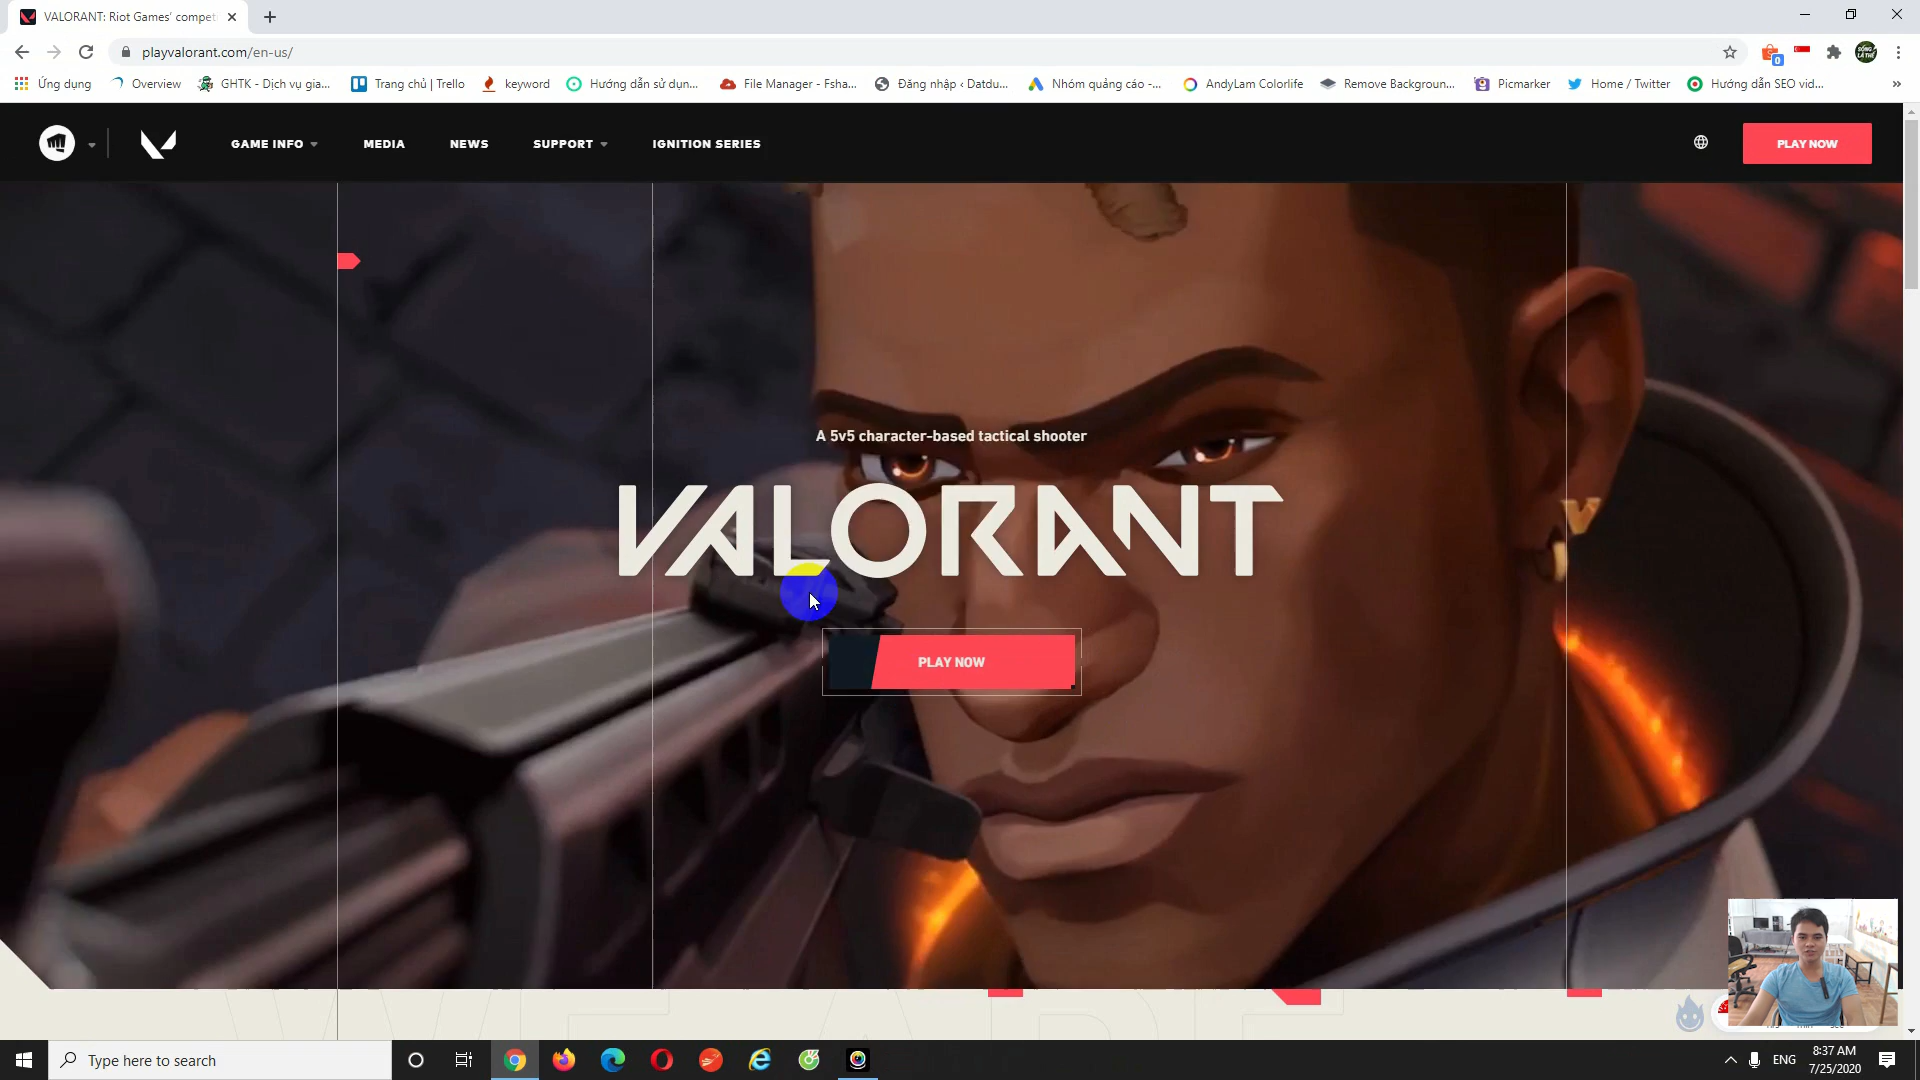 VALORANT: Riot Games' compet
playvalorant.com/en-us/
0
Ứng dụng
Overview
GHTK - Dịch vụ gia...
Trang chủ | Trello
keyword
Hướng dẫn sử dụn...
File Manager - Fsha...
Đăng nhập ‹ Datdu...
Nhóm quảng cáo -...
AndyLam Colorlife
Remove Backgroun...
Picmarker
Home / Twitter
Hướng dẫn SEO vid...
»
GAME INFO
MEDIA
NEWS
SUPPORT
IGNITION SERIES
PLAY NOW
A 5v5 character-based tactical shooter
VALORANT
PLAY NOW
WE ARE
Type here to search
ENG
8:37 AM
7/25/2020